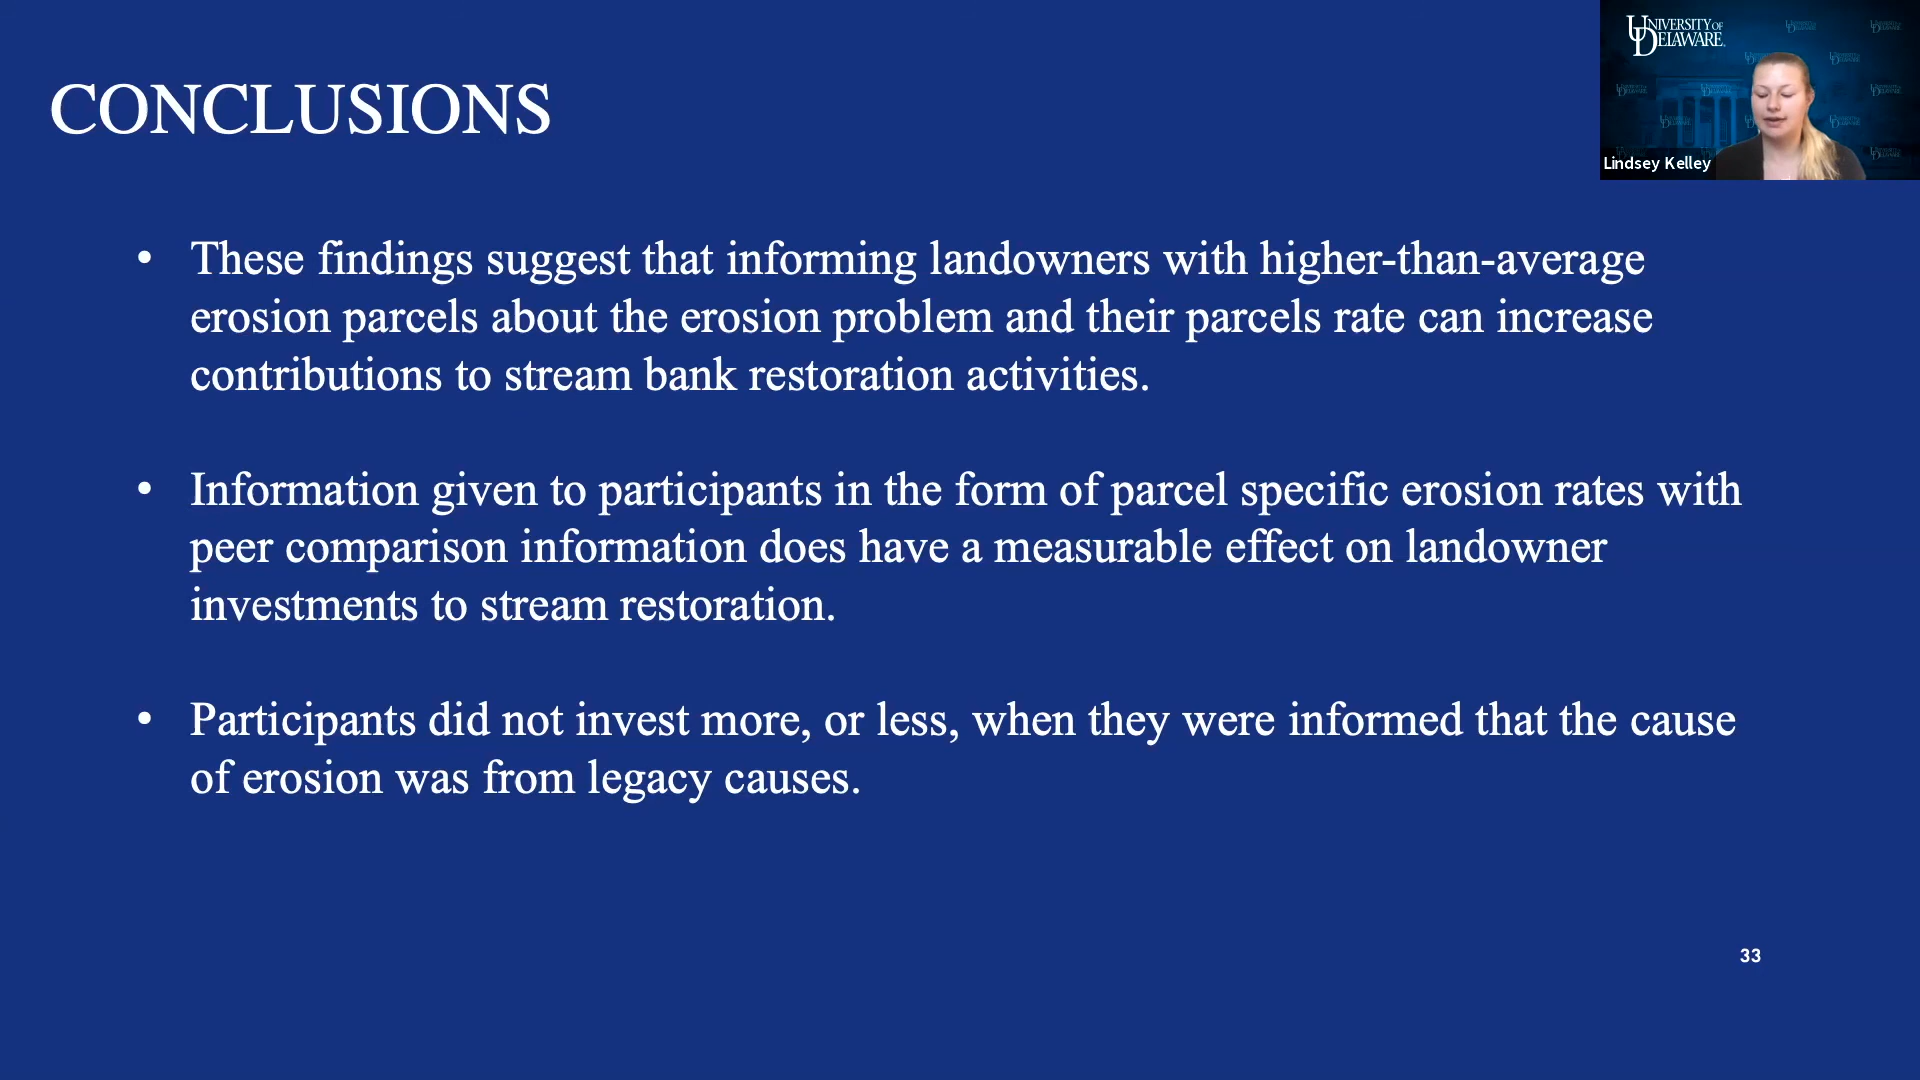 UNIVERSITY OF
DELAWARE
Lindsey Kelley
CONCLUSIONS
• These findings suggest that informing landowners with higher-than-average
erosion parcels about the erosion problem and their parcels rate can increase
contributions to stream bank restoration activities.
• Information given to participants in the form of parcel specific erosion rates with
peer comparison information does have a measurable effect on landowner
investments to stream restoration.
• Participants did not invest more, or less, when they were informed that the cause
of erosion was from legacy causes.
33